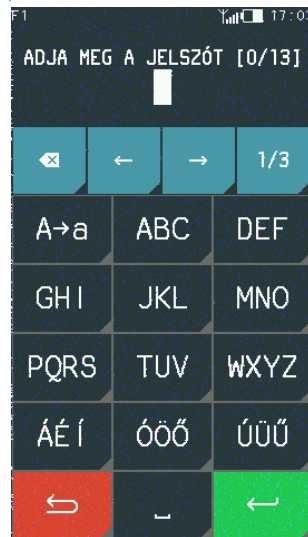 F1 17:03
ADJA MEG A JELSZÓT [0/13]
← → 1/3
A→a ABC DEF
GHI JKL MNO
PQRS TUV WXYZ
ÁÉÍ ÓÖŐ ÚÜŰ